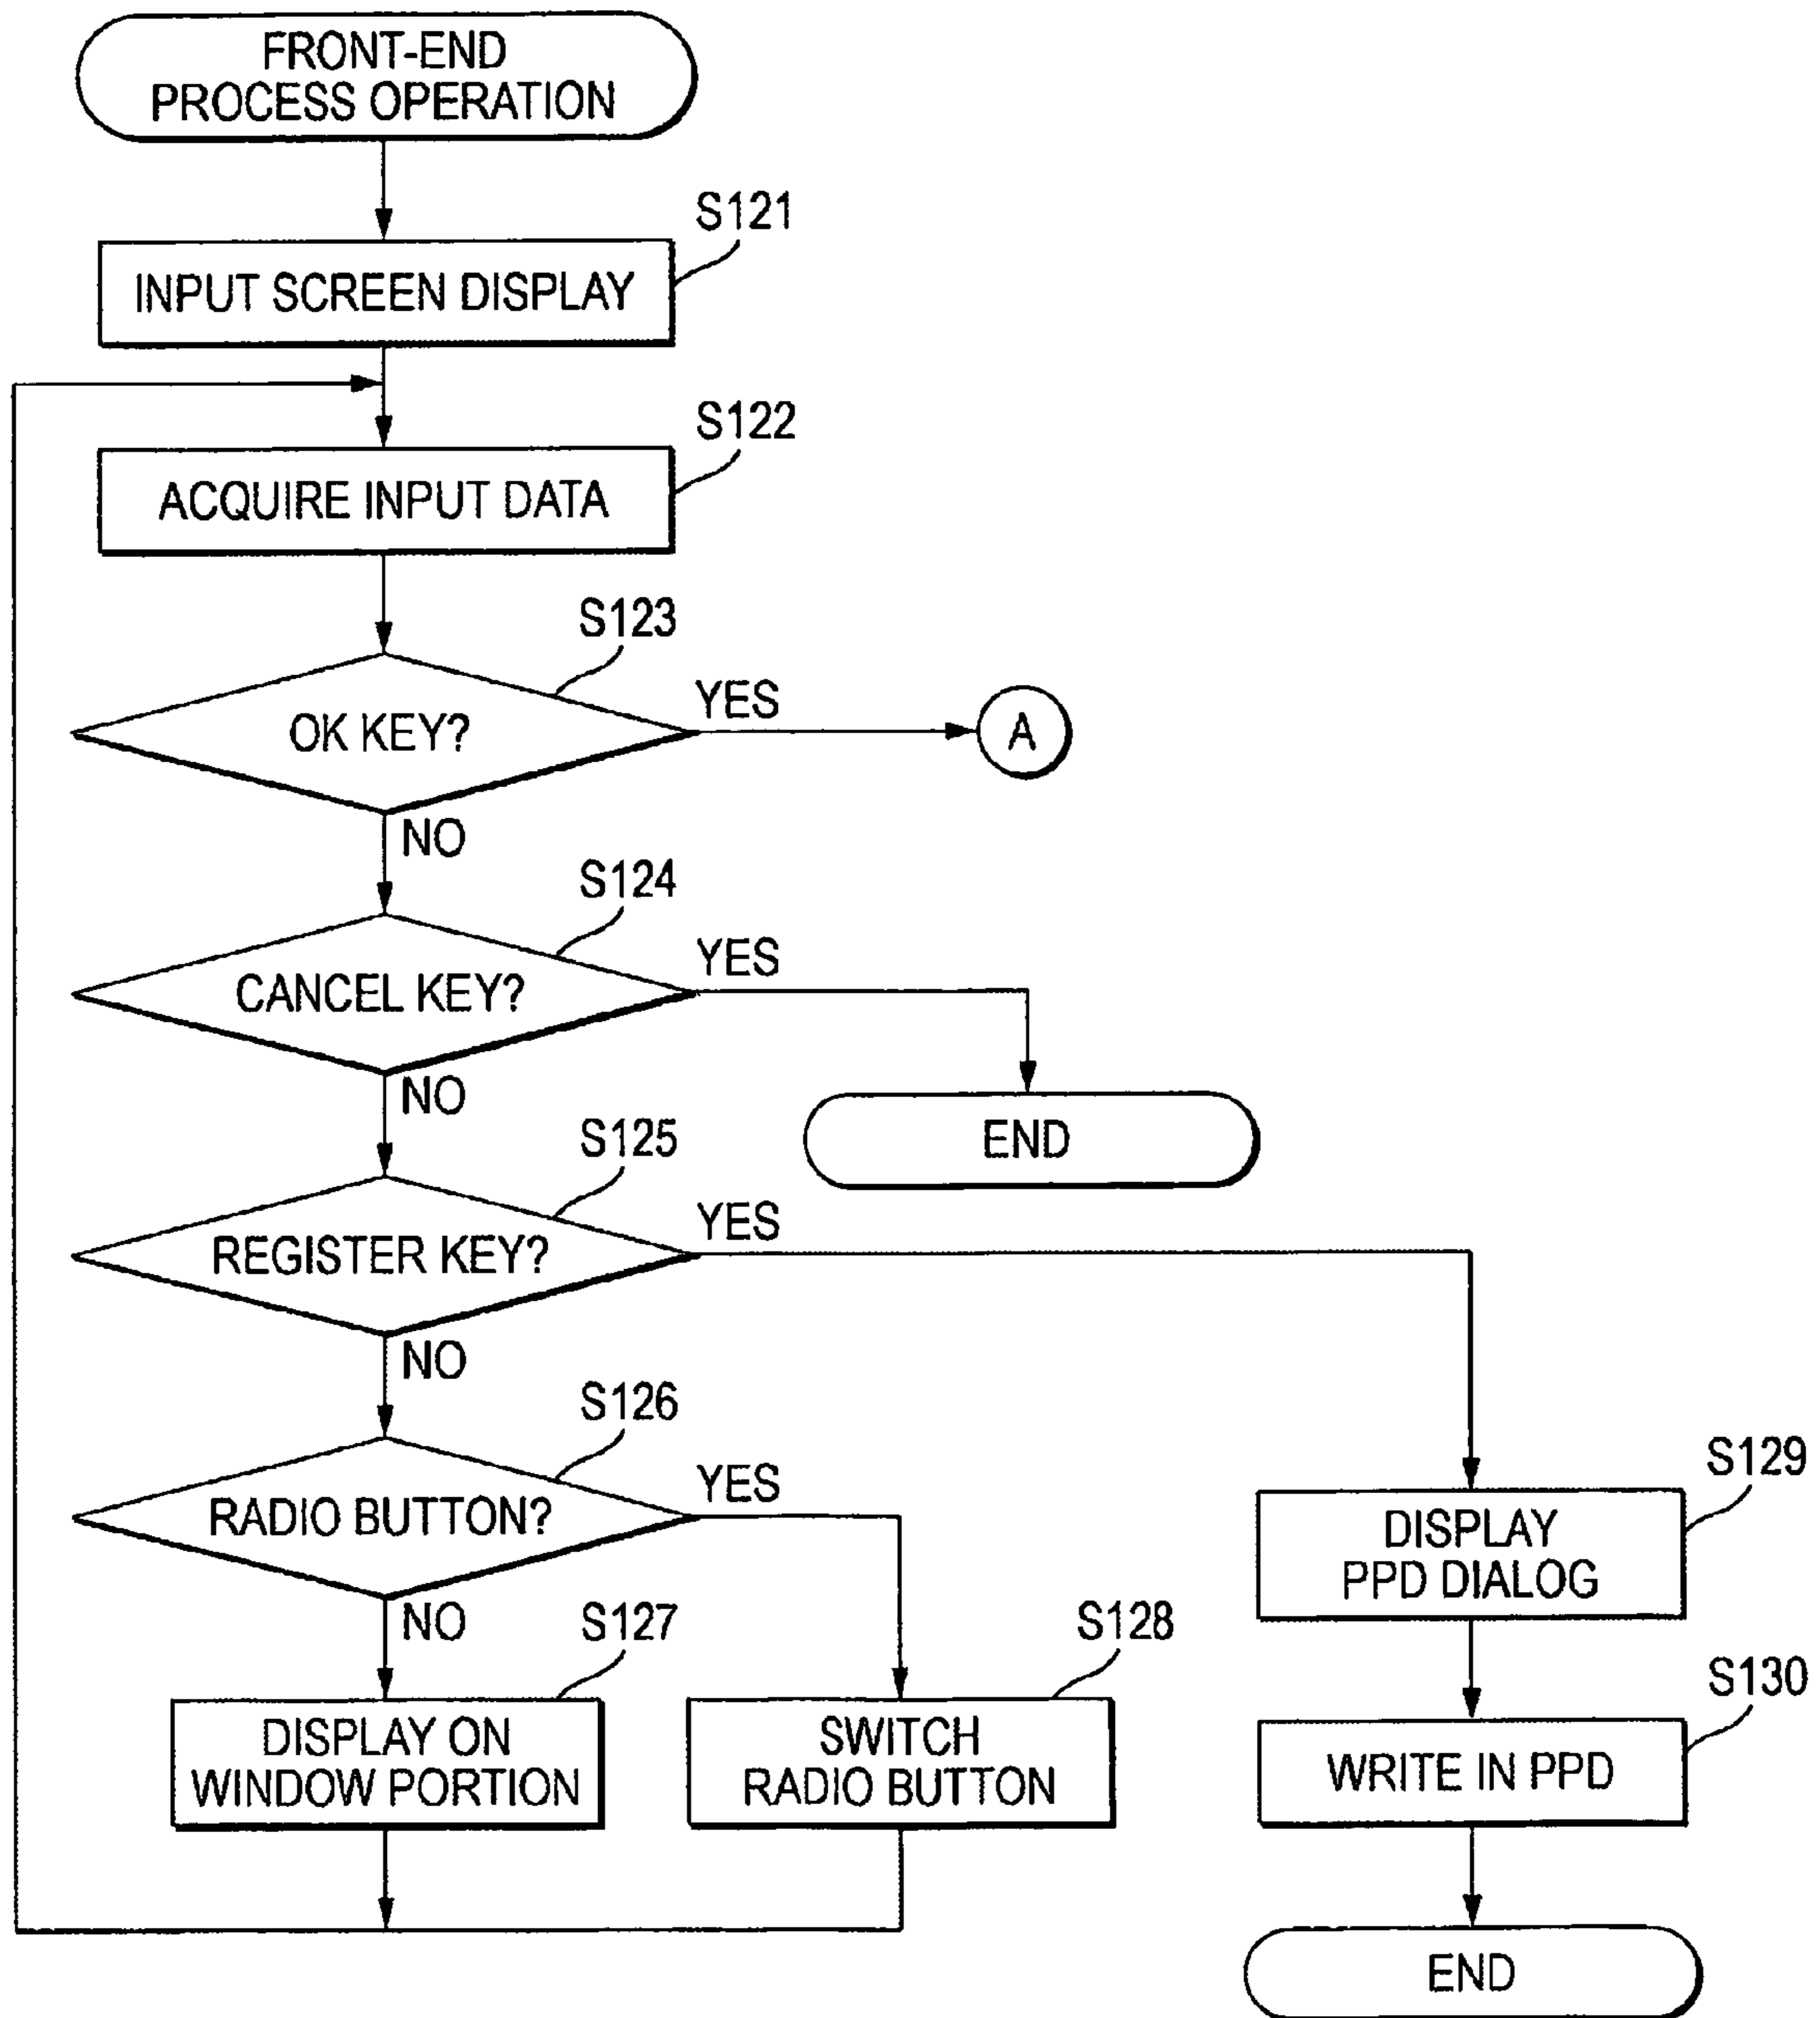 FRONT-END
PROCESS OPERATION
S121
INPUT SCREEN DISPLAY
S122
ACQUIRE INPUT DATA
S123
OK KEY?
YES
A
NO
S124
CANCEL KEY?
YES
NO
END
S125
REGISTER KEY?
YES
NO
S126
RADIO BUTTON?
YES
NO
S127
DISPLAY ON
WINDOW PORTION
S128
SWITCH
RADIO BUTTON
S129
DISPLAY
PPD DIALOG
S130
WRITE IN PPD
END